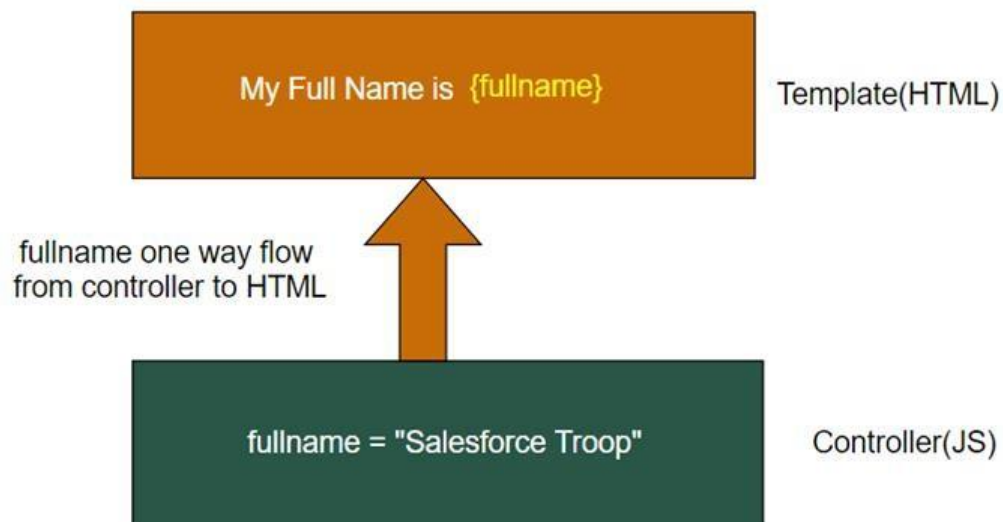 My Full Name is {fullname}
Template(HTML)
fullname one way flow
from controller to HTML
fullname = "Salesforce Troop"
Controller(JS)